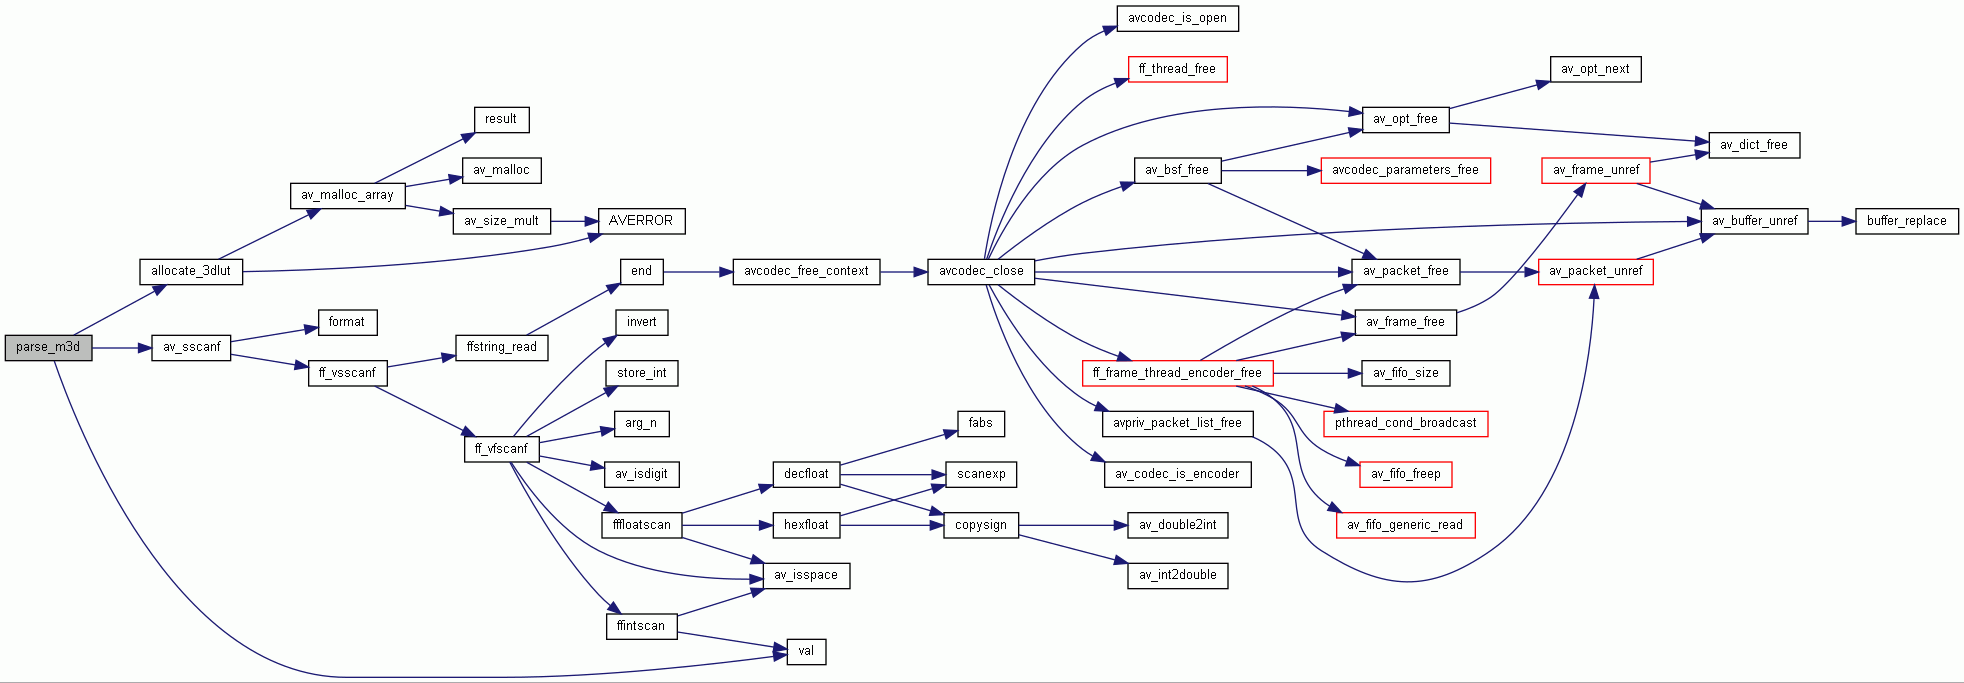 avcodec_is_open
ff_thread_free
av_opt_next
result
av_opt_free
av_dict_free
av_malloc
av_bsf_free
avcodec_parameters_free
av_frame_unref
av_malloc_array
av_size_mult
AVERROR
av_buffer_unref
buffer_replace
allocate_3dlut
end
avcodec_free_context
avcodec_close
av_packet_free
av_packet_unref
format
invert
av_frame_free
parse_m3d
av_sscanf
ffstring_read
ff_vsscanf
store_int
ff_frame_thread_encoder_free
av_fifo_size
arg_n
fabs
avpriv_packet_list_free
pthread_cond_broadcast
ff_vfscanf
av_isdigit
decfloat
scanexp
av_codec_is_encoder
av_fifo_freep
fffloatscan
hexfloat
copysign
av_double2int
av_fifo_generic_read
av_isspace
av_int2double
ffintscan
val